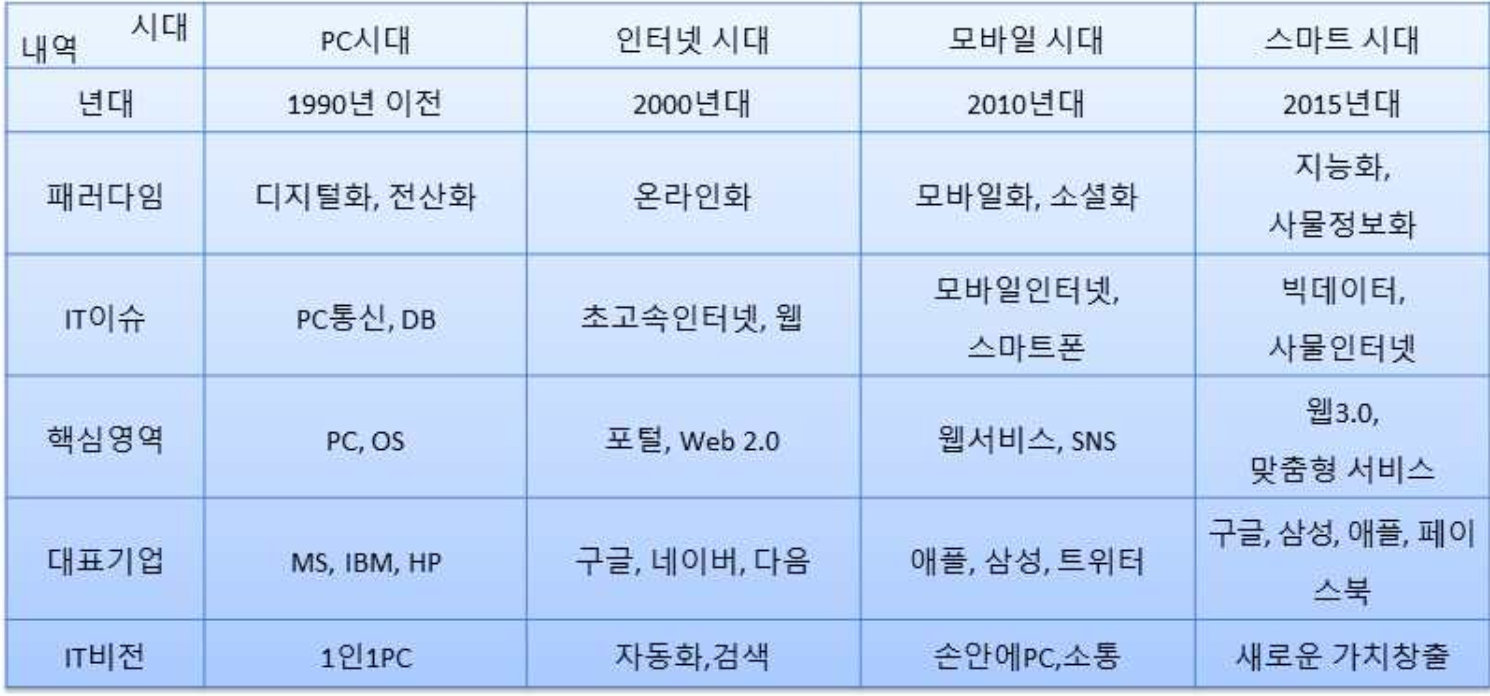 시대
내역 PC시대 인터넷 시대 모바일 시대 스마트 시대
년대 1990년 이전 2000년대 2010년대 2015년대
패러다임 디지털화, 전산화 온라인화 모바일화, 소셜화 지능화,
사물정보화
IT이슈 PC통신, DB 초고속인터넷, 웹 모바일인터넷,
스마트폰 빅데이터,
사물인터넷
핵심영역 PC, OS 포털, Web 2.0 웹서비스, SNS 웹3.0,
맞춤형 서비스
대표기업 MS, IBM, HP 구글, 네이버, 다음 애플, 삼성, 트위터 구글, 삼성, 애플, 페이
스북
IT비전 1인1PC 자동화,검색 손안에PC,소통 새로운 가치창출